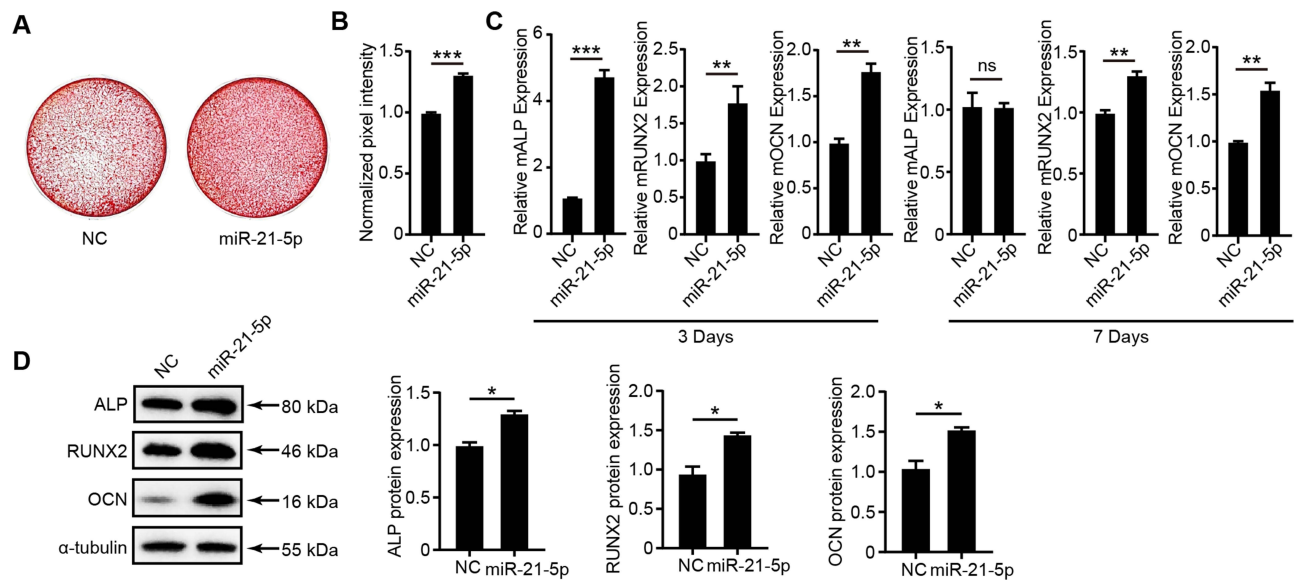 A
NC
miR-21-5p
B
Normalized pixel intensity
1.5
1.0
0.5
0
***
NC
miR-21-5p
C
Relative mALP Expression
6
4
2
0
***
NC
miR-21-5p
Relative mRUNX2 Expression
2.0
1.5
1.0
0.5
0
**
NC
miR-21-5p
Relative mOCN Expression
2.0
1.5
1.0
0.5
0
**
NC
miR-21-5p
3 Days
Relative mALP Expression
1.5
1.0
0.5
0
ns
NC
miR-21-5p
Relative mRUNX2 Expression
1.5
1.0
0.5
0
**
NC
miR-21-5p
Relative mOCN Expression
2.0
1.5
1.0
0.5
0
**
NC
miR-21-5p
7 Days
D
NC
miR-21-5p
ALP
80 kDa
RUNX2
46 kDa
OCN
16 kDa
α-tubulin
55 kDa
ALP protein expression
1.5
1.0
0.5
0
*
NC miR-21-5p
RUNX2 protein expression
2.0
1.5
1.0
0.5
0
*
NC miR-21-5p
OCN protein expression
2.0
1.5
1.0
0.5
0
*
NC miR-21-5p